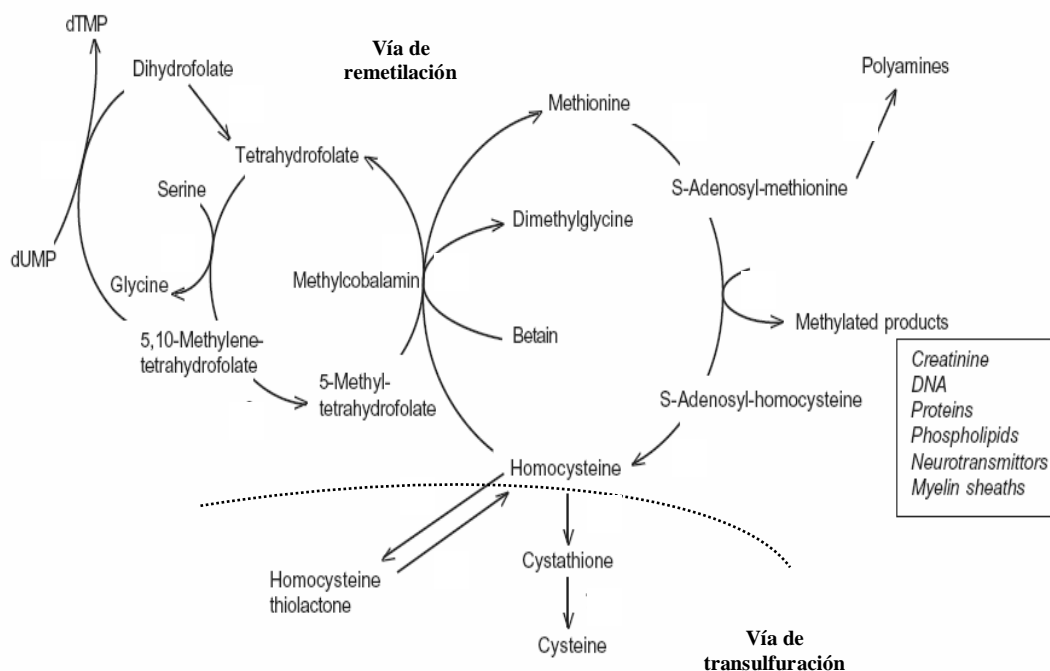 dTMP
Vía de
remetilación
Dihydrofolate
Polyamines
Methionine
Tetrahydrofolate
Serine
S-Adenosyl-methionine
Dimethylglycine
dUMP
Glycine
Methylcobalamin
Betain
Methylated products
5,10-Methylene-
tetrahydrofolate
5-Methyl-
tetrahydrofolate
S-Adenosyl-homocysteine
Creatinine
DNA
Proteins
Phospholipids
Neurotransmittors
Myelin sheaths
Homocysteine
Homocysteine
thiolactone
Cystathione
Cysteine
Vía de
transulfuración